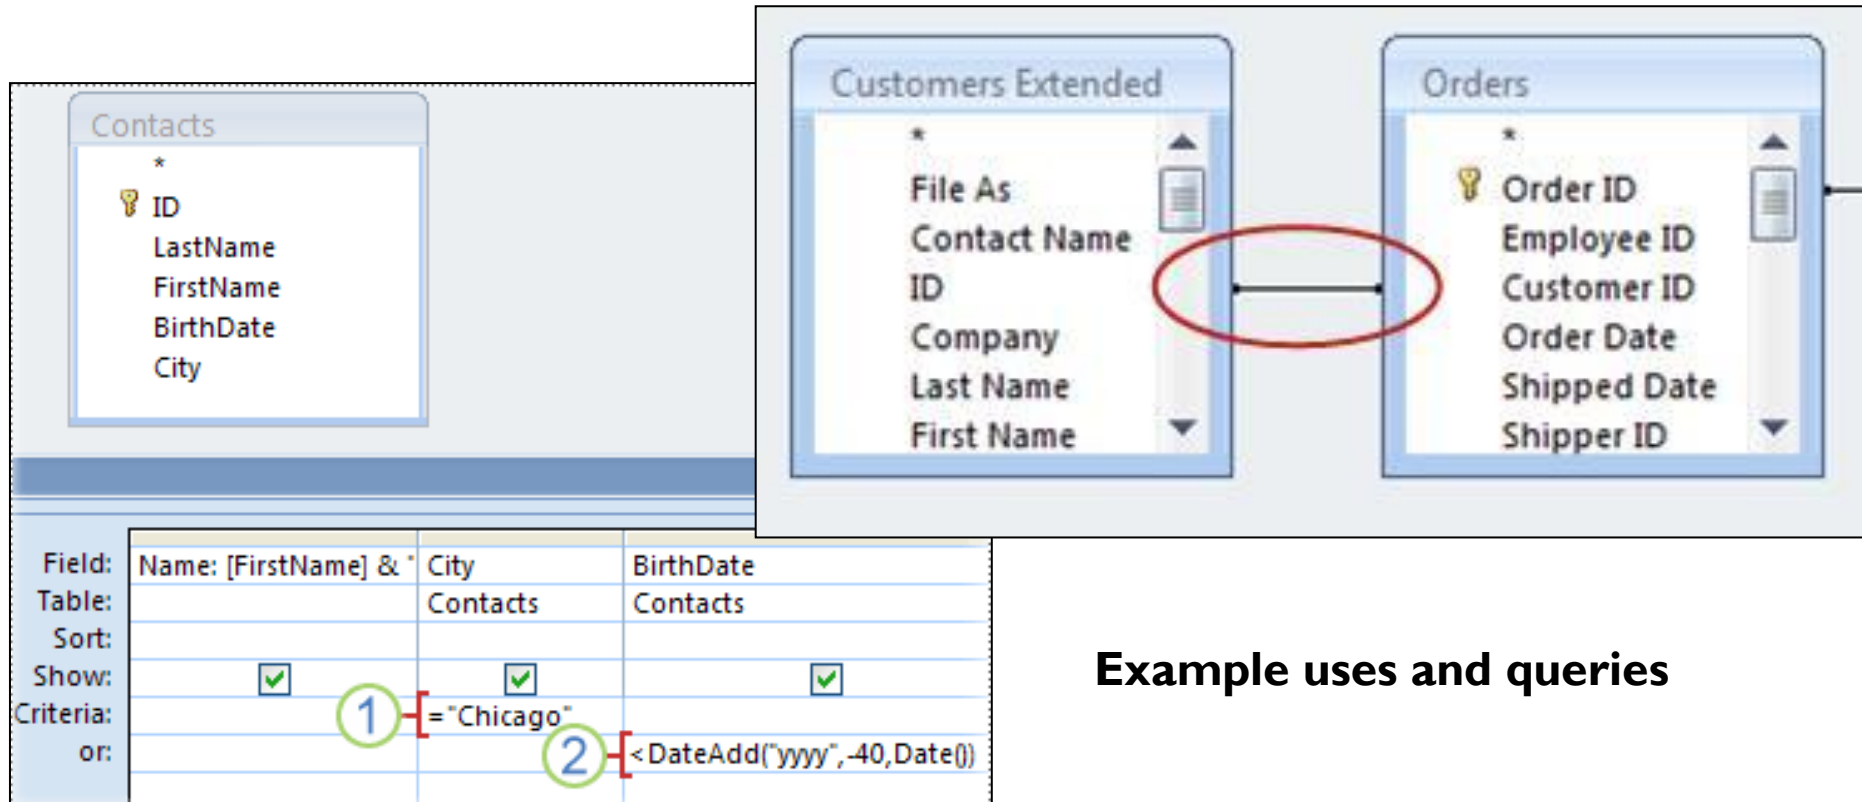 Contacts
*
ID
LastName
FirstName
BirthDate
City
Customers Extended
*
File As
Contact Name
ID
Company
Last Name
First Name
Orders
*
Order ID
Employee ID
Customer ID
Order Date
Shipped Date
Shipper ID
Field: Name: [FirstName] & " City BirthDate
Table: Contacts Contacts
Sort:
Show:
Criteria: 1 ="Chicago"
or: 2 <DateAdd("yyyy",-40,Date())
Example uses and queries